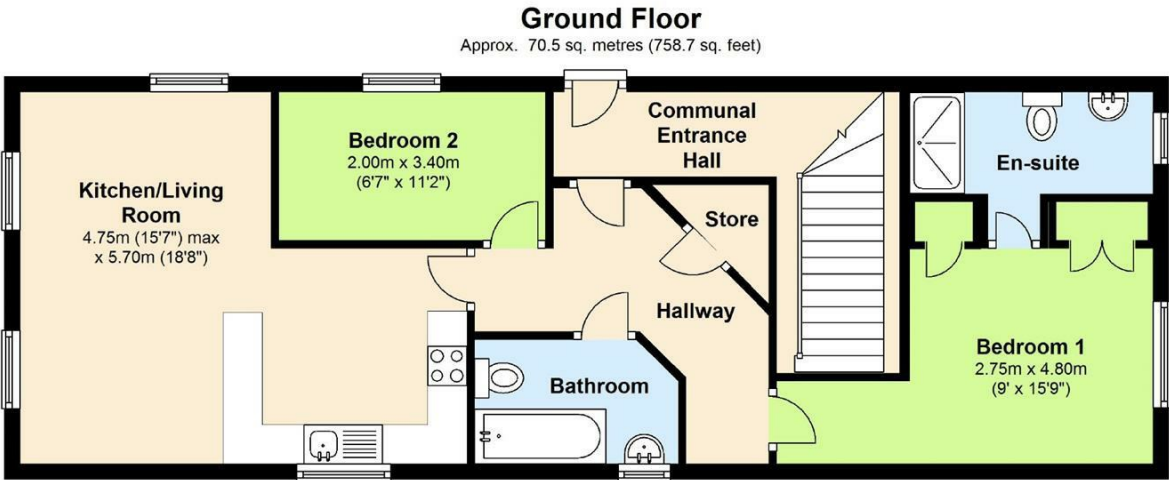 Ground Floor
Approx. 70.5 sq. metres (758.7 sq. feet)
Kitchen/Living
Room
4.75m (15'7") max
x 5.70m (18'8")
Bedroom 2
2.00m x 3.40m
(6'7" x 11'2")
Communal
Entrance
Hall
Store
Hallway
Bathroom
En-suite
Bedroom 1
2.75m x 4.80m
(9' x 15'9")